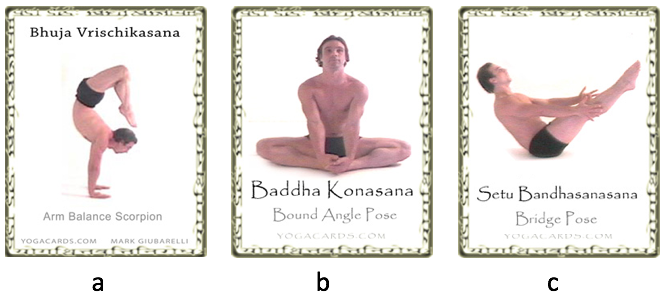 Bhuja Vrischikasana
Arm Balance Scorpion
YOGACARDS.COM MARK GIUBARELLI
a
Baddha Konasana
Bound Angle Pose
YOGACARDS.COM
b
Setu Bandhasanasana
Bridge Pose
YOGACARDS.COM
c